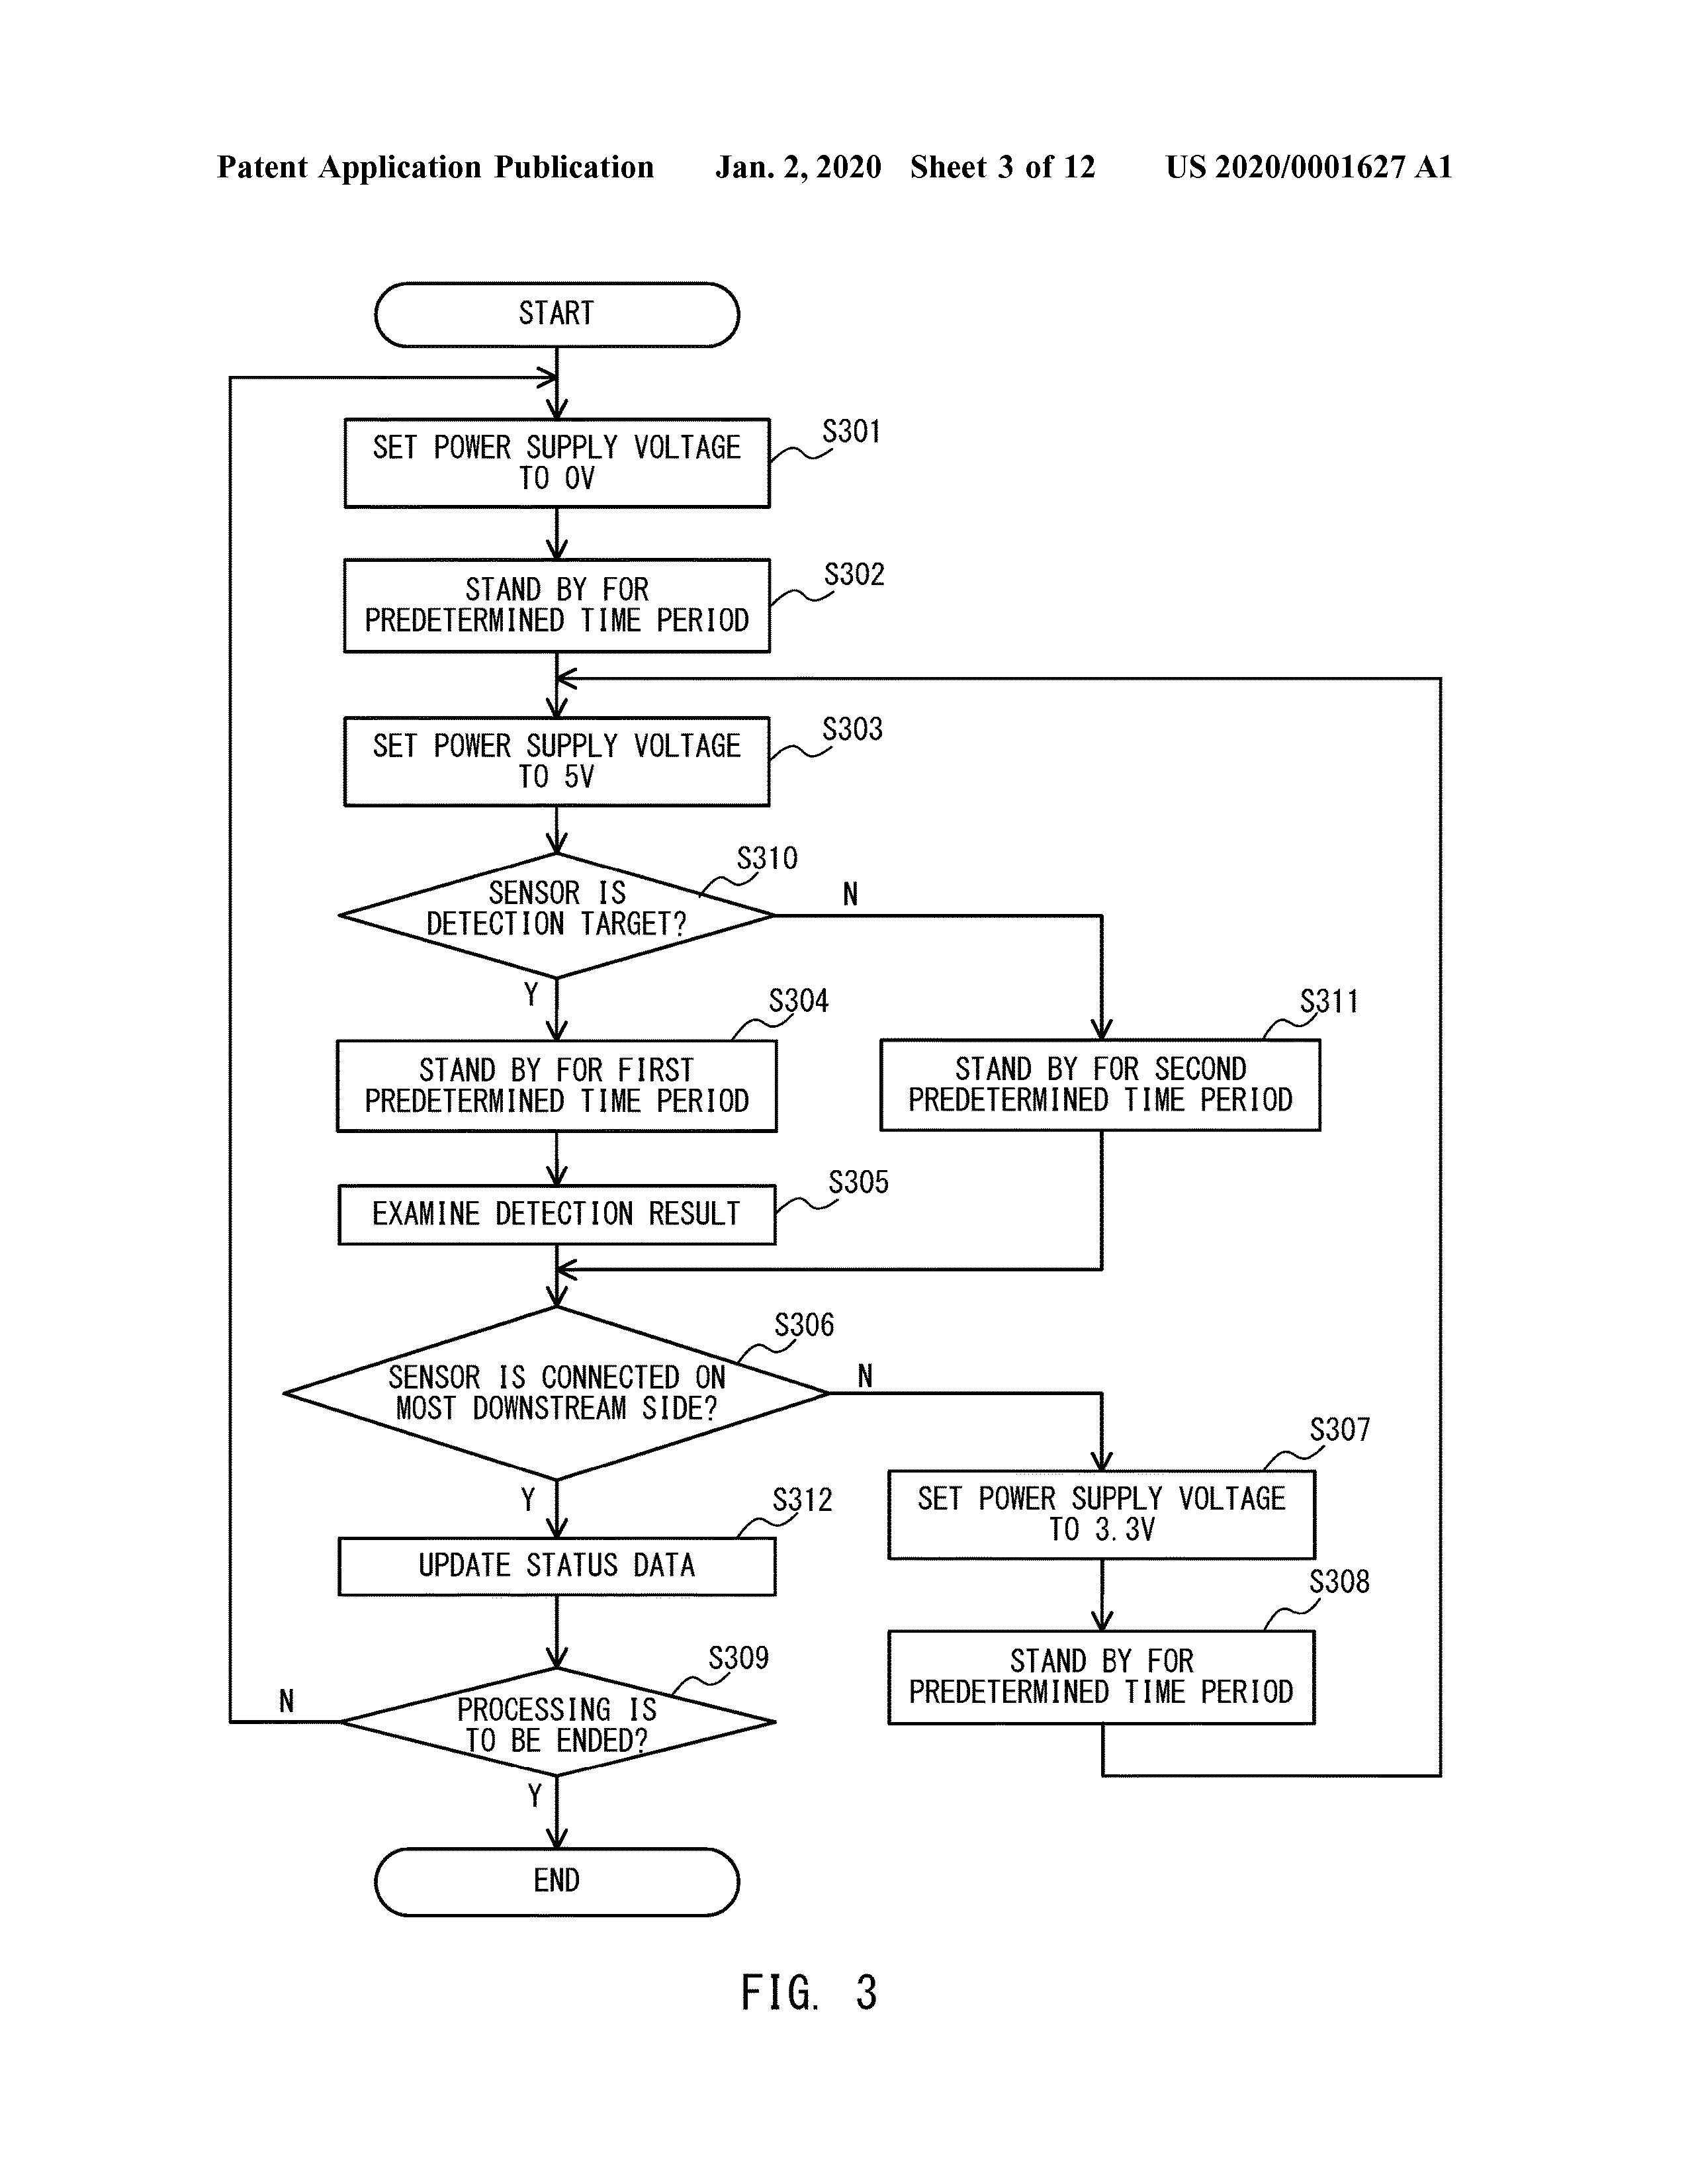 Patent Application Publication Jan. 2, 2020 Sheet 3 of 12 US 2020/0001627 A1
START
S301
SET POWER SUPPLY VOLTAGE
TO 0V
S302
STAND BY FOR
PREDETERMINED TIME PERIOD
S303
SET POWER SUPPLY VOLTAGE
TO 5V
S310
SENSOR IS
DETECTION TARGET?
N
Y
S304
STAND BY FOR FIRST
PREDETERMINED TIME PERIOD
S311
STAND BY FOR SECOND
PREDETERMINED TIME PERIOD
S305
EXAMINE DETECTION RESULT
S306
SENSOR IS CONNECTED ON
MOST DOWNSTREAM SIDE?
N
Y
S307
SET POWER SUPPLY VOLTAGE
TO 3.3V
S312
UPDATE STATUS DATA
S308
STAND BY FOR
PREDETERMINED TIME PERIOD
S309
PROCESSING IS
TO BE ENDED?
N
Y
END
FIG. 3